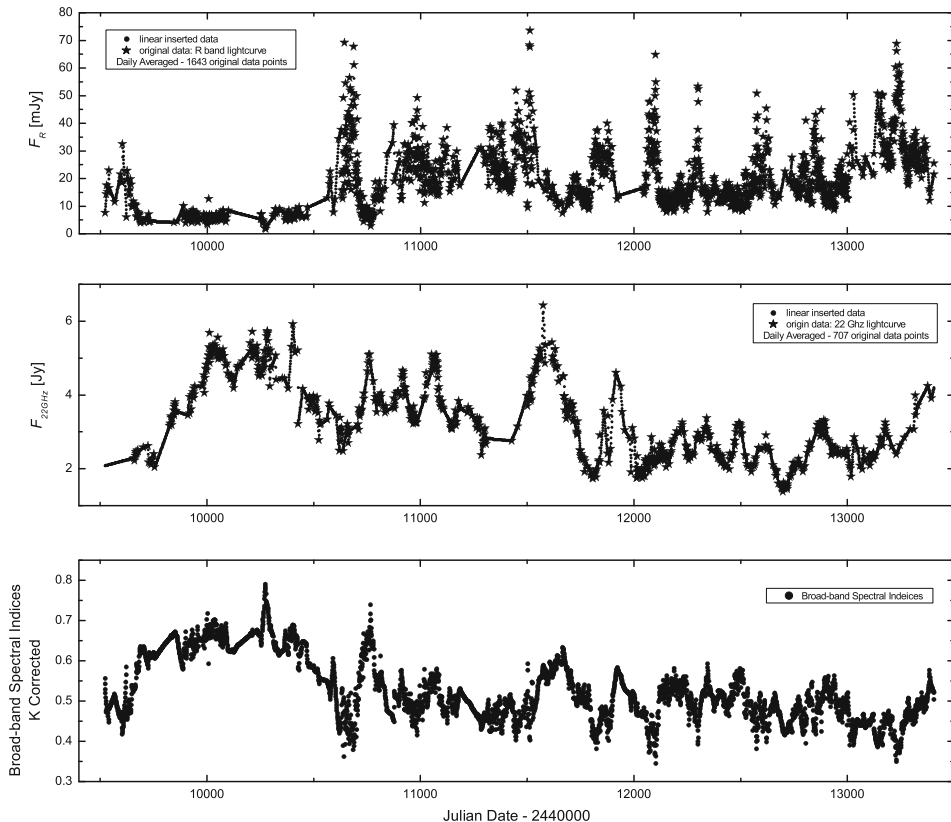 80
70
60
50
40
30
20
10
0
F_R [mJy]
linear inserted data
original data: R band lightcurve
Daily Averaged - 1643 original data points
10000 11000 12000 13000
6
4
2
F_22GHz [Jy]
linear inserted data
origin data: 22 Ghz lightcurve
Daily Averaged - 707 original data points
10000 11000 12000 13000
0.8
0.7
0.6
0.5
0.4
0.3
Broad-band Spectral Indices
K Corrected
Broad-band Spectral Indeices
10000 11000 12000 13000
Julian Date - 2440000